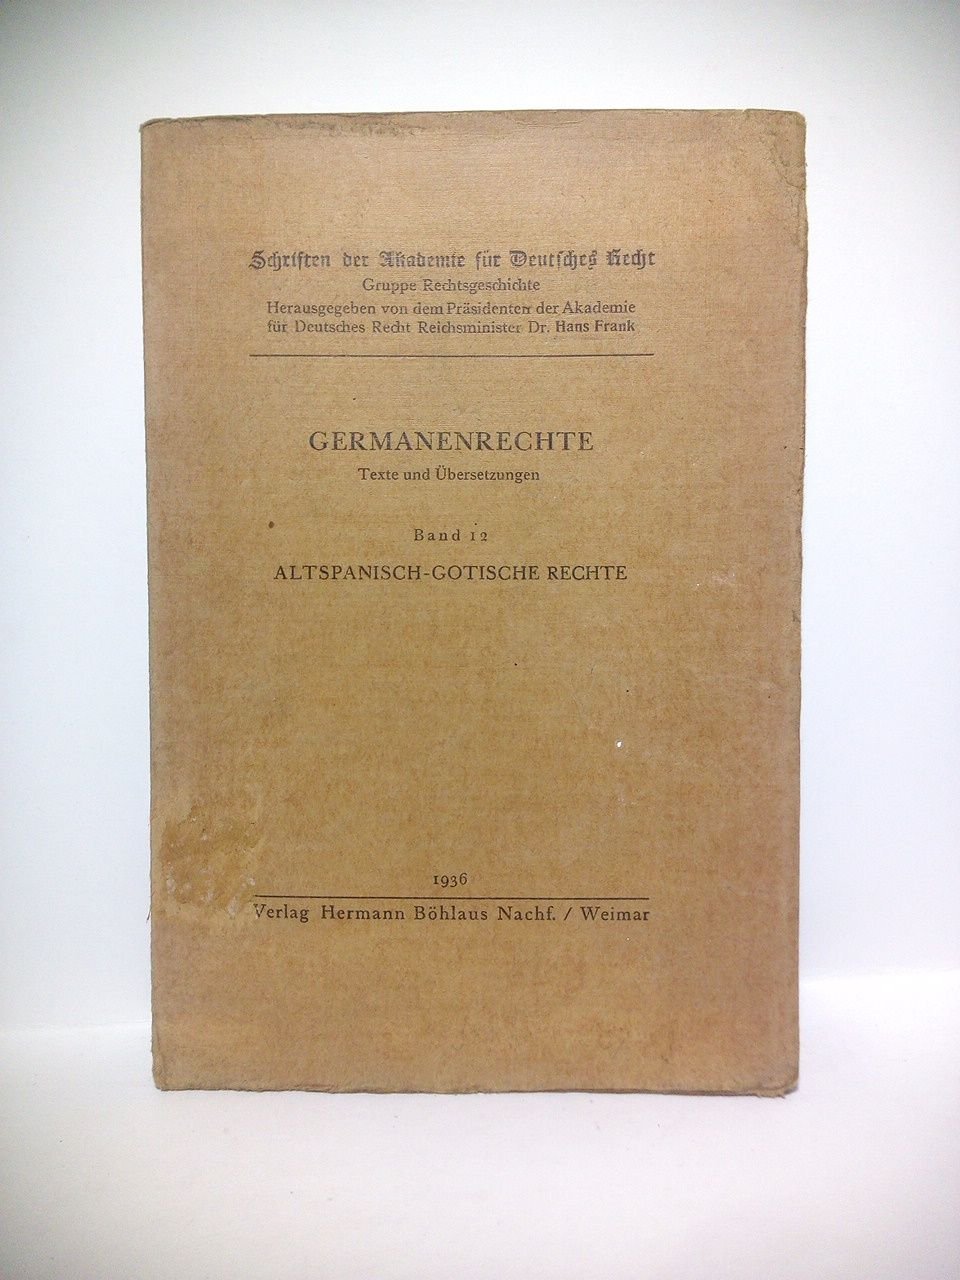 Schriften der Akademie für Deutsches Recht
Gruppe Rechtsgeschichte
Herausgegeben von dem Präsidenten der Akademie
für Deutsches Recht Reichsminister Dr. Hans Frank
GERMANENRECHTE
Texte und Übersetzungen
Band 12
ALTSPANISCH-GOTISCHE RECHTE
1936
Verlag Hermann Böhlaus Nachf. / Weimar